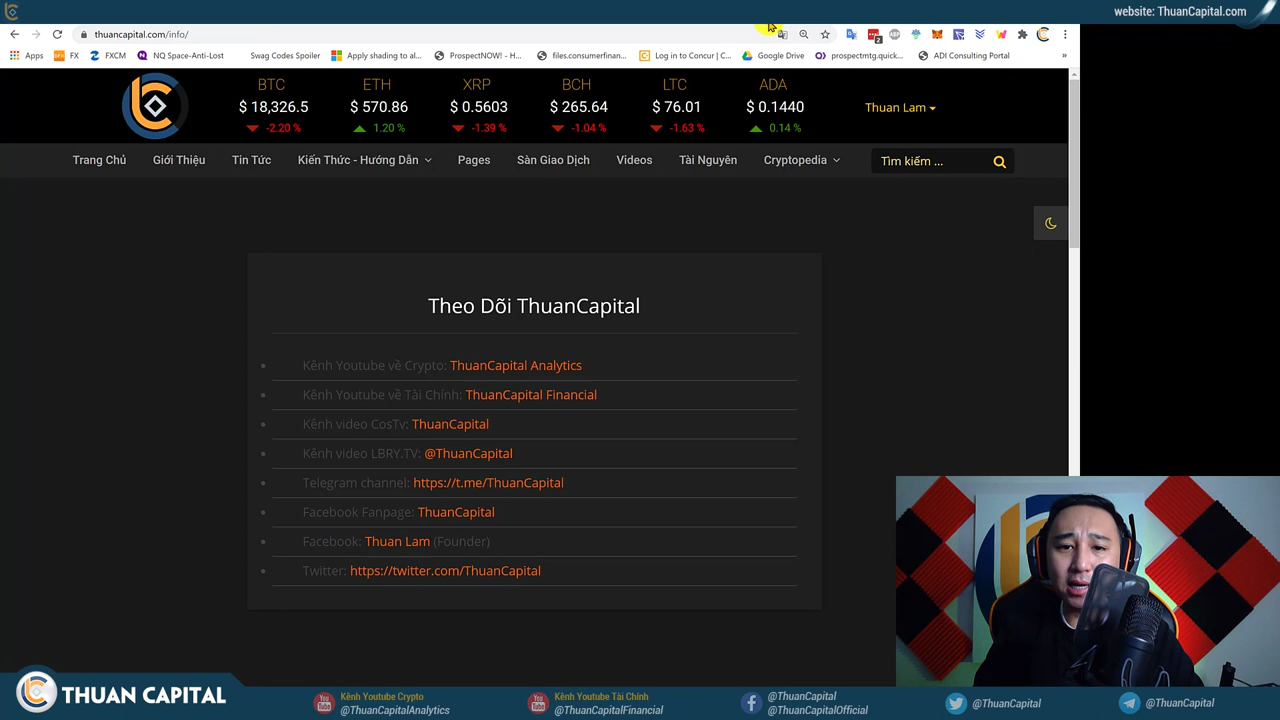 website: ThuanCapital.com
thuancapital.com/info/
Apps
FX
FXCM
NQ Space-Anti-Lost
Swag Codes Spoiler
Apply shading to al...
ProspectNOW! - H...
files.consumerfinan...
Log in to Concur | C...
Google Drive
prospectmtg.quick...
ADI Consulting Portal
»
BTC ETH XRP BCH LTC ADA
$ 18,326.5 $ 570.86 $ 0.5603 $ 265.64 $ 76.01 $ 0.1440
-2.20 % 1.20 % -1.39 % -1.04 % -1.63 % 0.14 %
Thuan Lam
Trang Chủ Giới Thiệu Tin Tức Kiến Thức - Hướng Dẫn Pages Sàn Giao Dịch Videos Tài Nguyên Cryptopedia Tìm kiếm ...
Theo Dõi ThuanCapital
Kênh Youtube về Crypto: ThuanCapital Analytics
Kênh Youtube về Tài Chính: ThuanCapital Financial
Kênh video CosTv: ThuanCapital
Kênh video LBRY.TV: @ThuanCapital
Telegram channel: https://t.me/ThuanCapital
Facebook Fanpage: ThuanCapital
Facebook: Thuan Lam (Founder)
Twitter: https://twitter.com/ThuanCapital
THUAN CAPITAL
Kênh Youtube Crypto
@ThuanCapitalAnalytics
Kênh Youtube Tài Chính
@ThuanCapitalFinancial
@ThuanCapital
@ThuanCapitalOfficial
@ThuanCapital
@ThuanCapital